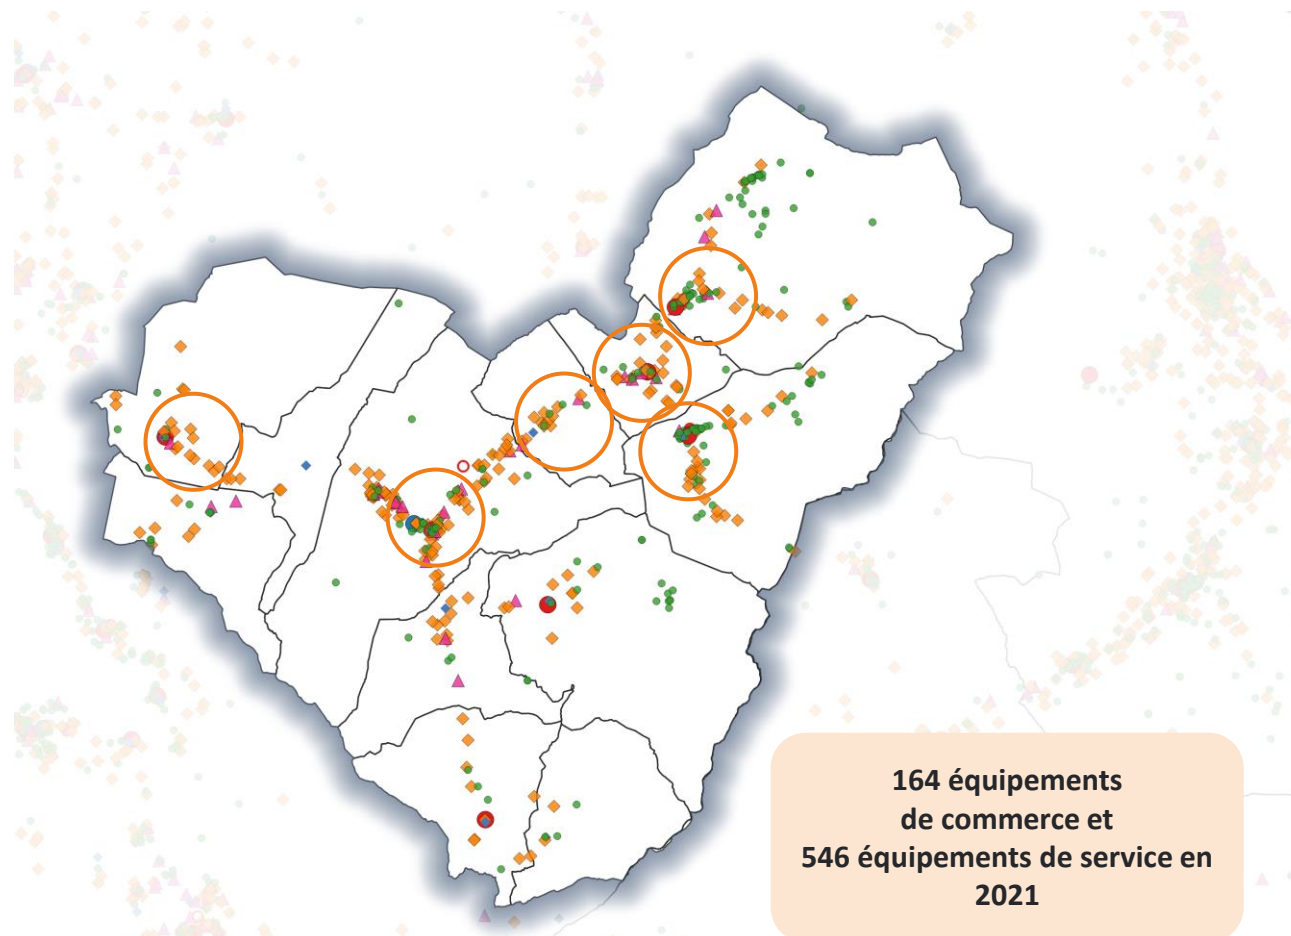 164 équipements
de commerce et
546 équipements de service en
2021